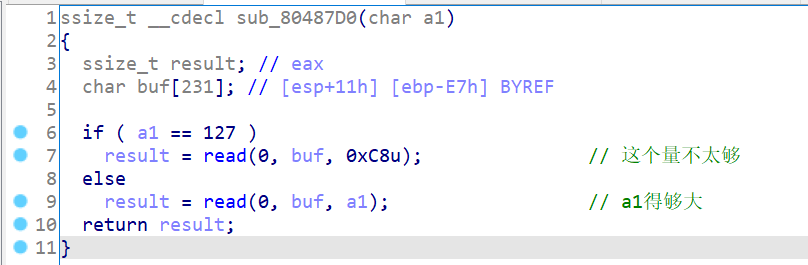 1 ssize_t __cdecl sub_80487D0(char a1)
2 {
3 ssize_t result; // eax
4 char buf[231]; // [esp+11h] [ebp-E7h] BYREF
5
6 if ( a1 == 127 )
7 result = read(0, buf, 0xC8u); // 这个量不太够
8 else
9 result = read(0, buf, a1); // a1得够大
10 return result;
11 }